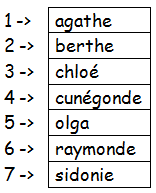 1 -> agathe
2 -> berthe
3 -> chloé
4 -> cunégonde
5 -> olga
6 -> raymonde
7 -> sidonie